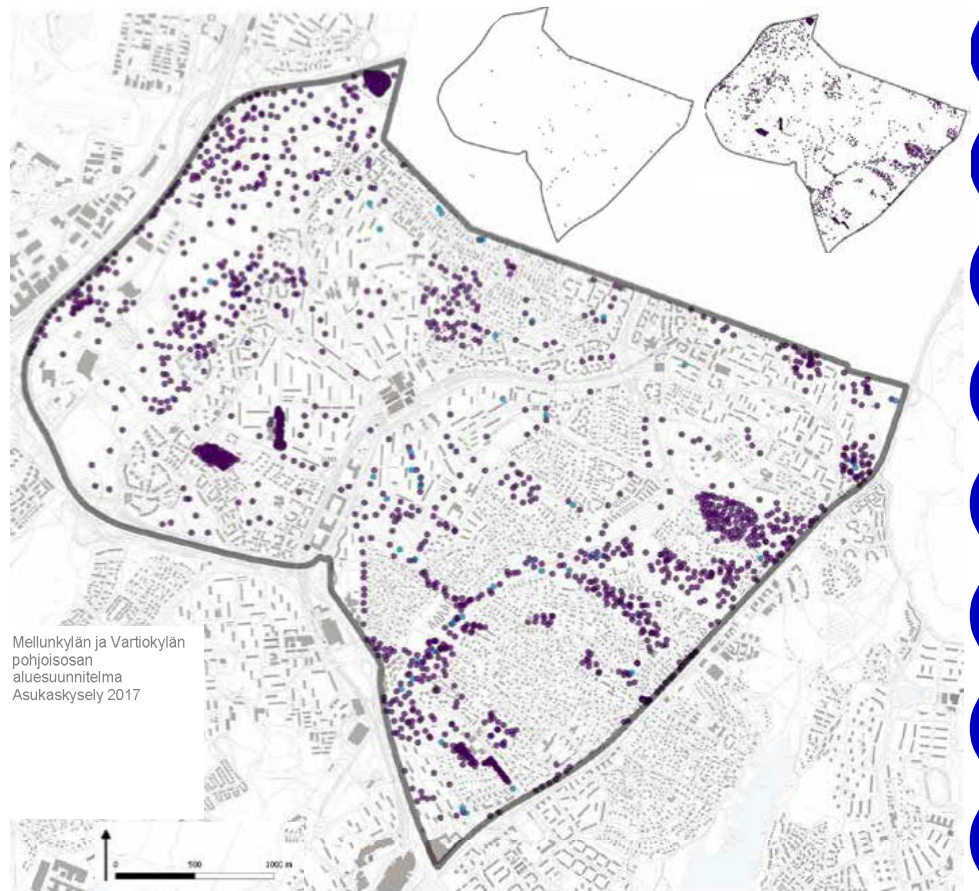 Mellunkylän ja Vartiokylän
pohjoisosan
aluesuunnitelma
Asukaskysely 2017
0 500 1000 m